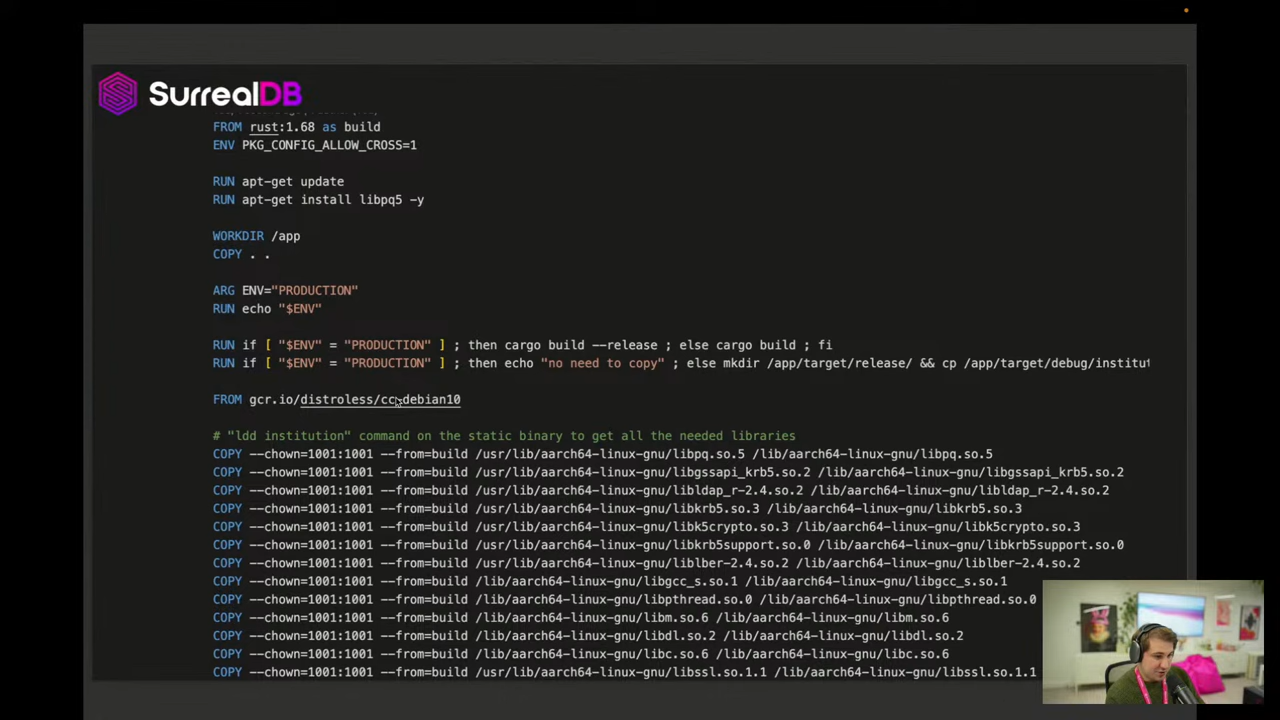 SurrealDB
FROM rust:1.68 as build
ENV PKG_CONFIG_ALLOW_CROSS=1
RUN apt-get update
RUN apt-get install libpq5 -y
WORKDIR /app
COPY . .
ARG ENV="PRODUCTION"
RUN echo "$ENV"
RUN if [ "$ENV" = "PRODUCTION" ] ; then cargo build --release ; else cargo build ; fi
RUN if [ "$ENV" = "PRODUCTION" ] ; then echo "no need to copy" ; else mkdir /app/target/release/ && cp /app/target/debug/institut
FROM gcr.io/distroless/cc-debian10
# "ldd institution" command on the static binary to get all the needed libraries
COPY --chown=1001:1001 --from=build /usr/lib/aarch64-linux-gnu/libpq.so.5 /lib/aarch64-linux-gnu/libpq.so.5
COPY --chown=1001:1001 --from=build /usr/lib/aarch64-linux-gnu/libgssapi_krb5.so.2 /lib/aarch64-linux-gnu/libgssapi_krb5.so.2
COPY --chown=1001:1001 --from=build /usr/lib/aarch64-linux-gnu/libldap_r-2.4.so.2 /lib/aarch64-linux-gnu/libldap_r-2.4.so.2
COPY --chown=1001:1001 --from=build /usr/lib/aarch64-linux-gnu/libkrb5.so.3 /lib/aarch64-linux-gnu/libkrb5.so.3
COPY --chown=1001:1001 --from=build /usr/lib/aarch64-linux-gnu/libk5crypto.so.3 /lib/aarch64-linux-gnu/libk5crypto.so.3
COPY --chown=1001:1001 --from=build /usr/lib/aarch64-linux-gnu/libkrb5support.so.0 /lib/aarch64-linux-gnu/libkrb5support.so.0
COPY --chown=1001:1001 --from=build /usr/lib/aarch64-linux-gnu/liblber-2.4.so.2 /lib/aarch64-linux-gnu/liblber-2.4.so.2
COPY --chown=1001:1001 --from=build /lib/aarch64-linux-gnu/libgcc_s.so.1 /lib/aarch64-linux-gnu/libgcc_s.so.1
COPY --chown=1001:1001 --from=build /lib/aarch64-linux-gnu/libpthread.so.0 /lib/aarch64-linux-gnu/libpthread.so.0
COPY --chown=1001:1001 --from=build /lib/aarch64-linux-gnu/libm.so.6 /lib/aarch64-linux-gnu/libm.so.6
COPY --chown=1001:1001 --from=build /lib/aarch64-linux-gnu/libdl.so.2 /lib/aarch64-linux-gnu/libdl.so.2
COPY --chown=1001:1001 --from=build /lib/aarch64-linux-gnu/libc.so.6 /lib/aarch64-linux-gnu/libc.so.6
COPY --chown=1001:1001 --from=build /usr/lib/aarch64-linux-gnu/libssl.so.1.1 /lib/aarch64-linux-gnu/libssl.so.1.1